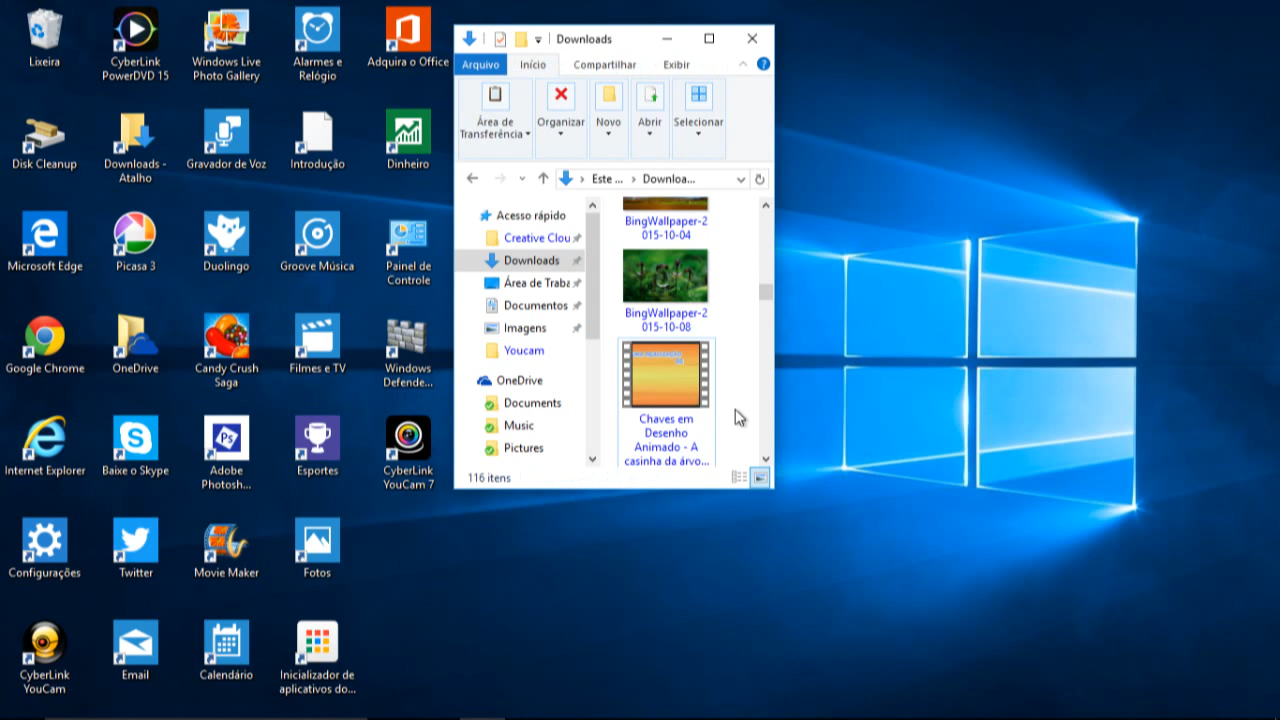 Lixeira
CyberLink
PowerDVD 15
Windows Live
Photo Gallery
Alarmes e
Relógio
Adquira o Office
Disk Cleanup
Downloads -
Atalho
Gravador de Voz
Introdução
Dinheiro
Microsoft Edge
Picasa 3
Duolingo
Groove Música
Painel de
Controle
Google Chrome
OneDrive
Candy Crush
Saga
Filmes e TV
Windows
Defende...
Internet Explorer
Baixe o Skype
Adobe
Photosh...
Esportes
CyberLink
YouCam 7
Configurações
Twitter
Movie Maker
Fotos
CyberLink
YouCam
Email
Calendário
Inicializador de
aplicativos do...
Downloads
Arquivo
Início
Compartilhar
Exibir
Área de
Transferência
Organizar
Novo
Abrir
Selecionar
Este ...
Downloa...
Acesso rápido
Creative Clou
Downloads
Área de Traba
Documentos
Imagens
Youcam
OneDrive
Documents
Music
Pictures
BingWallpaper-2
015-10-04
BingWallpaper-2
015-10-08
Chaves em
Desenho
Animado - A
casinha da árvo...
116 itens